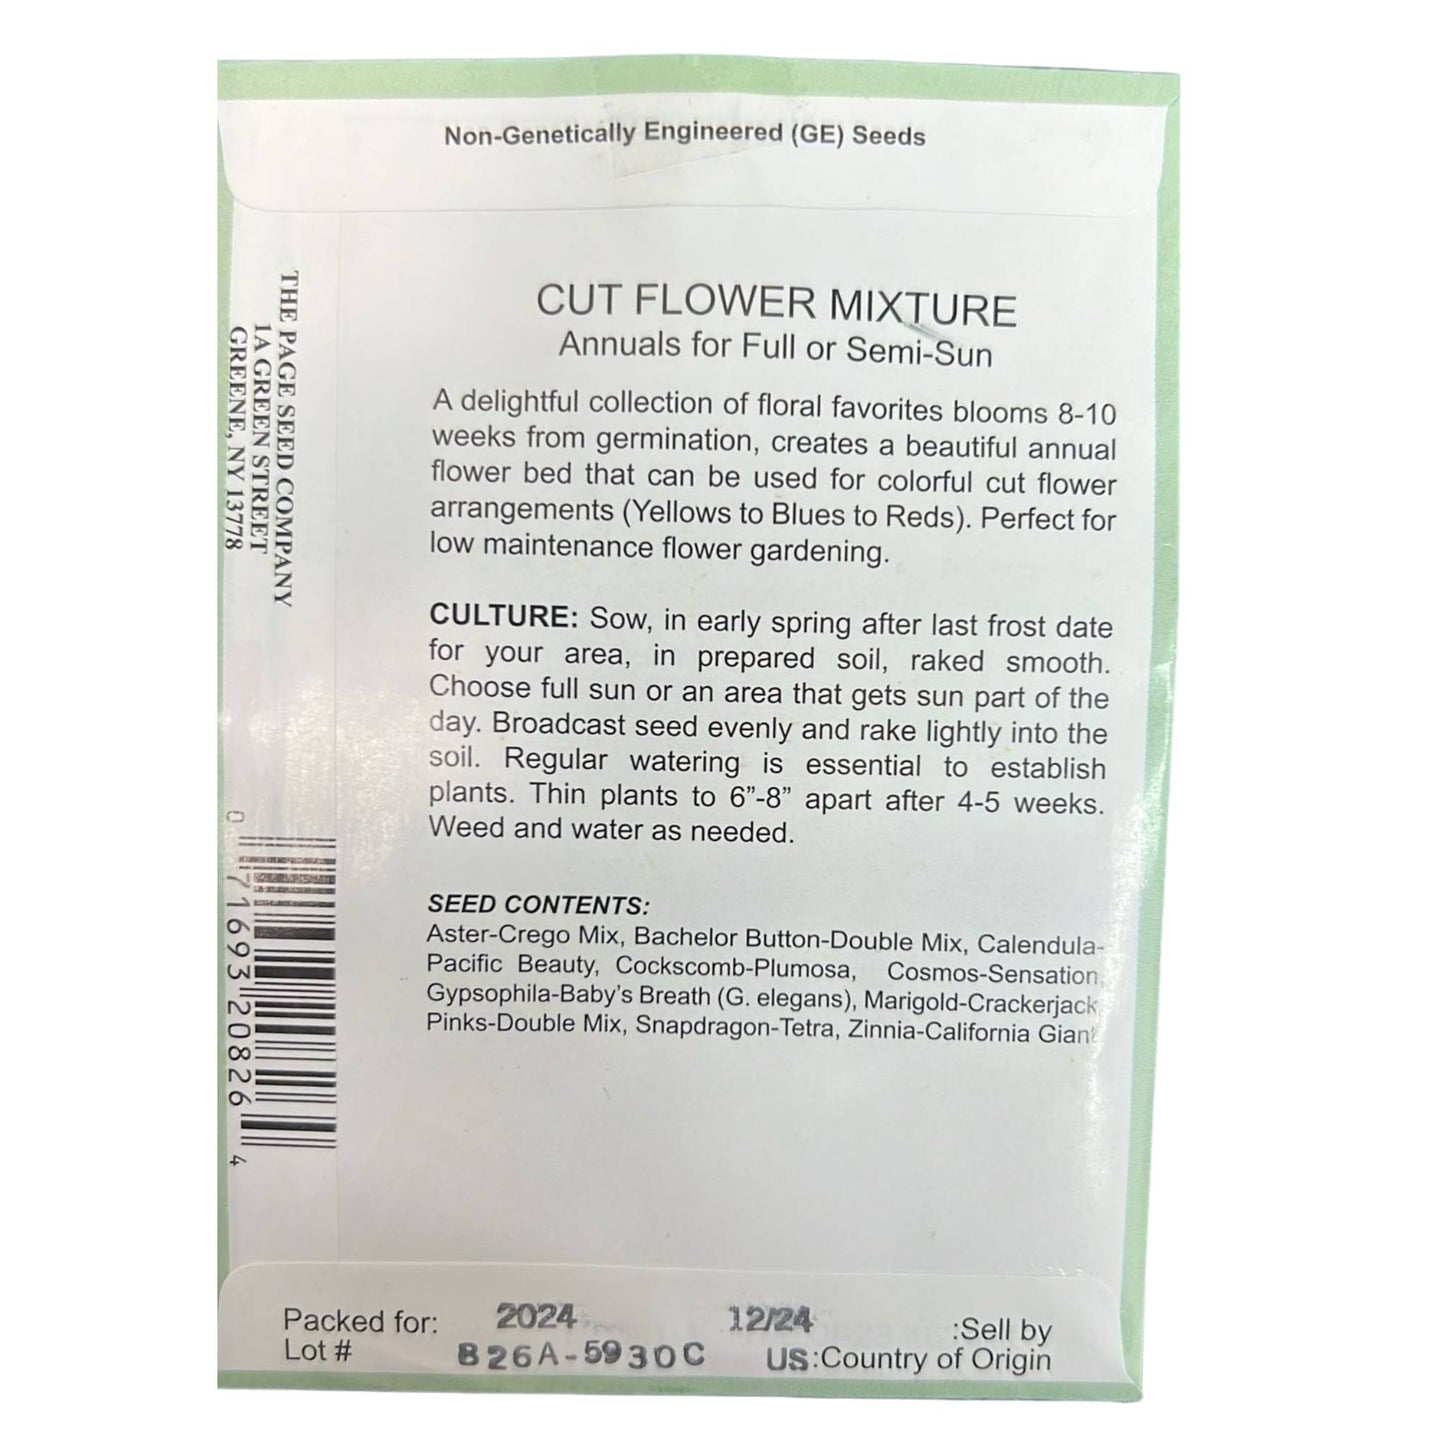 Non-Genetically Engineered (GE) Seeds
THE PAGE SEED COMPANY
1A GREEN STREET
GREENE, NY 13778
CUT FLOWER MIXTURE
Annuals for Full or Semi-Sun
A delightful collection of floral favorites blooms 8-10
weeks from germination, creates a beautiful annual
flower bed that can be used for colorful cut flower
arrangements (Yellows to Blues to Reds). Perfect for
low maintenance flower gardening.
CULTURE: Sow, in early spring after last frost date
for your area, in prepared soil, raked smooth.
Choose full sun or an area that gets sun part of the
day. Broadcast seed evenly and rake lightly into the
soil. Regular watering is essential to establish
plants. Thin plants to 6”-8” apart after 4-5 weeks.
Weed and water as needed.
SEED CONTENTS:
Aster-Crego Mix, Bachelor Button-Double Mix, Calendula-
Pacific Beauty, Cockscomb-Plumosa, Cosmos-Sensation,
Gypsophila-Baby’s Breath (G. elegans), Marigold-Crackerjack
Pinks-Double Mix, Snapdragon-Tetra, Zinnia-California Giant
0 71693 20826 4
Packed for: 2024 12/24 :Sell by
Lot # B26A-5930C US:Country of Origin